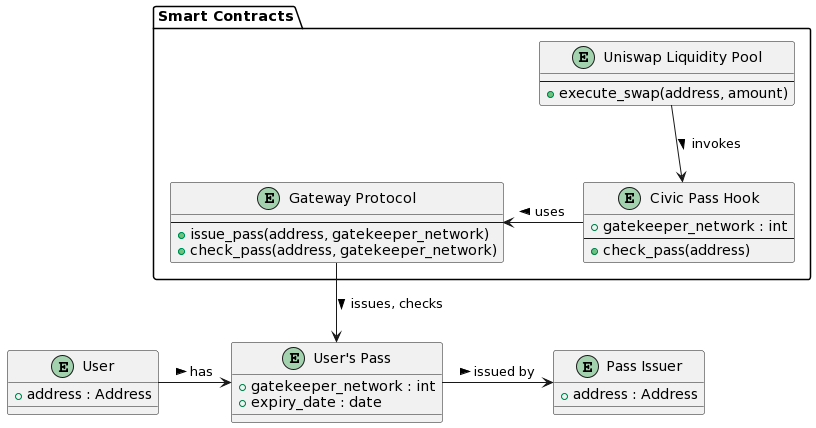 Smart Contracts
E Uniswap Liquidity Pool
execute_swap(address, amount)
invokes
E Gateway Protocol
issue_pass(address, gatekeeper_network)
check_pass(address, gatekeeper_network)
uses
E Civic Pass Hook
gatekeeper_network : int
check_pass(address)
issues, checks
E User
address : Address
has
E User's Pass
gatekeeper_network : int
expiry_date : date
issued by
E Pass Issuer
address : Address